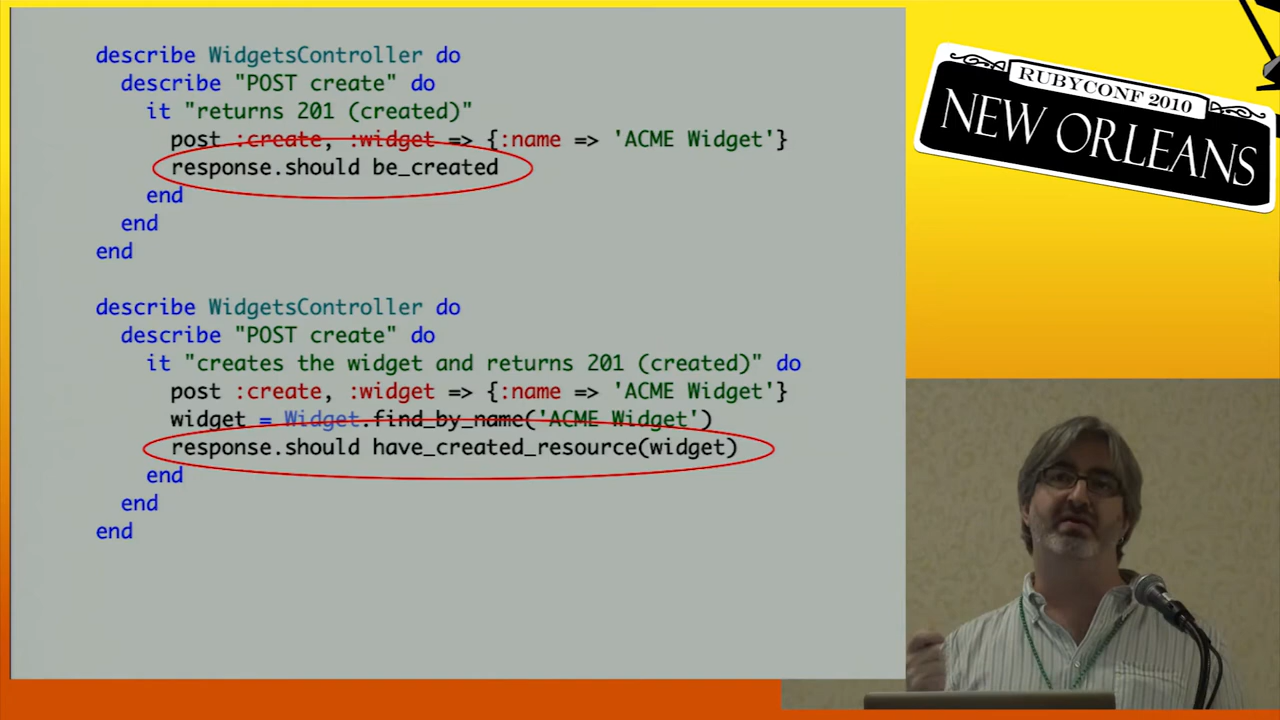 describe WidgetsController do
describe "POST create" do
it "returns 201 (created)"
post :create, :widget => {:name => 'ACME Widget'}
response.should be_created
end
end
end
describe WidgetsController do
describe "POST create" do
it "creates the widget and returns 201 (created)" do
post :create, :widget => {:name => 'ACME Widget'}
widget = Widget.find_by_name('ACME Widget')
response.should have_created_resource(widget)
end
end
end
RUBYCONF 2010
NEW ORLEANS